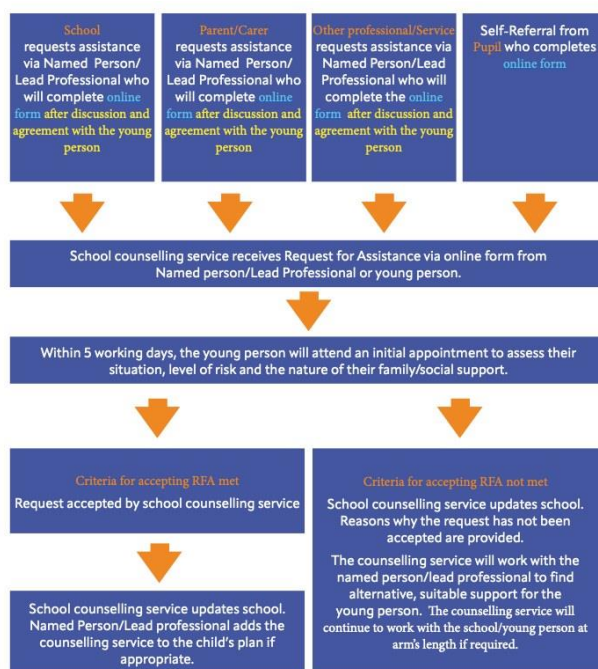 School
requests assistance
via Named Person/
Lead Professional who
will complete online
form after discussion and
agreement with the young
person
Parent/Carer
requests assistance
via Named Person/
Lead Professional who
will complete online
form after discussion and
agreement with the young
person
Other professional/Service
requests assistance via
Named Person/Lead
Professional who will
complete the online
form after discussion and
agreement with the young
person
Self-Referral from
Pupil who completes
online form
School counselling service receives Request for Assistance via online form from
Named person/Lead Professional or young person.
Within 5 working days, the young person will attend an initial appointment to assess their
situation, level of risk and the nature of their family/social support.
Criteria for accepting RFA met
Request accepted by school counselling service
School counselling service updates school.
Named Person/Lead professional adds the
counselling service to the child's plan if
appropriate.
Criteria for accepting RFA not met
School counselling service updates school.
Reasons why the request has not been
accepted are provided.
The counselling service will work with the
named person/lead professional to find
alternative, suitable support for the
young person. The counselling service will
continue to work with the school/young person at
arm's length if required.